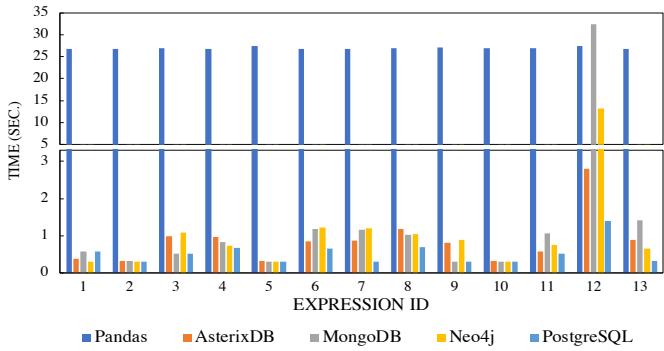 35
30
25
20
15
10
5
3
2
1
0
TIME (SEC.)
1 2 3 4 5 6 7 8 9 10 11 12 13
EXPRESSION ID
Pandas AsterixDB MongoDB Neo4j PostgreSQL